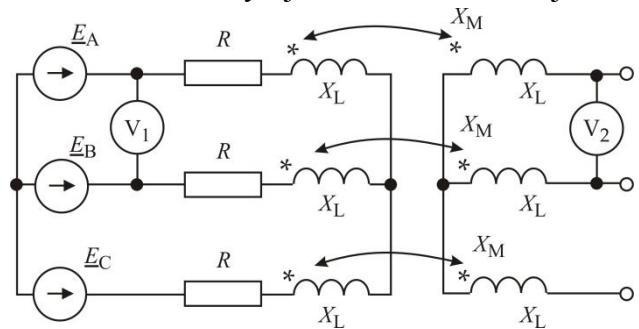 X_M
E_A R * *
X_L X_L
V_1 X_M V_2
E_B R * *
X_L X_L
X_M
E_C R * *
X_L X_L